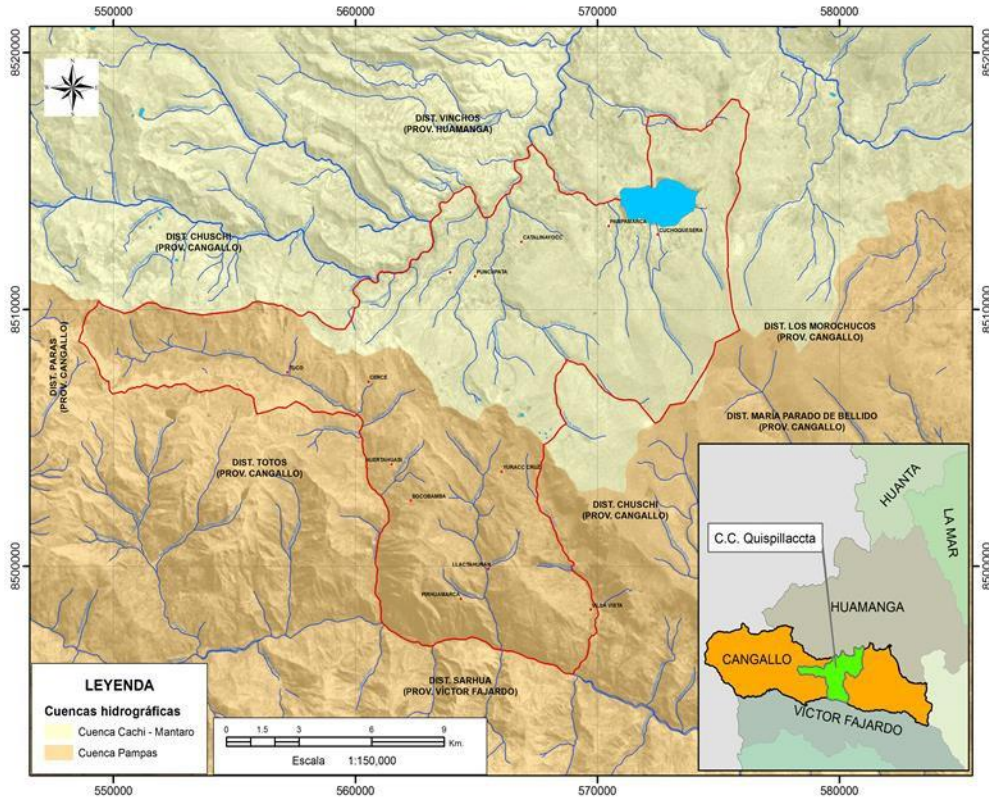 550000
560000
570000
580000
8520000
8520000
DIST. VINCHOS
(PROV. HUAMANGA)
DIST. CHUSCHI
(PROV. CANGALLO)
CATALINAYOCC
PAMPAMARCA
CUCHOQUESERA
PUNCUPATA
8510000
8510000
DIST. LOS MOROCHUCOS
(PROV. CANGALLO)
DIST. PARAS
(PROV. CANGALLO)
TUCO
CERCE
DIST. MARÍA PARADO DE BELLIDO
(PROV. CANGALLO)
DIST. TOTOS
(PROV. CANGALLO)
HUERTAHUASI
YURACC CRUZ
SOCOBAMBA
DIST. CHUSCHI
(PROV. CANGALLO)
8500000
8500000
LLACTAHURAN
PIRHUAMARCA
BELLA VISTA
DIST. SARHUA
(PROV. VÍCTOR FAJARDO)
LEYENDA
Cuencas hidrográficas
Cuenca Cachi - Mantaro
Cuenca Pampas
0 1.5 3 6 9
Km.
Escala 1:150,000
HUANTA
LA MAR
C.C. Quispillaccta
HUAMANGA
CANGALLO
VÍCTOR FAJARDO
550000
560000
570000
580000